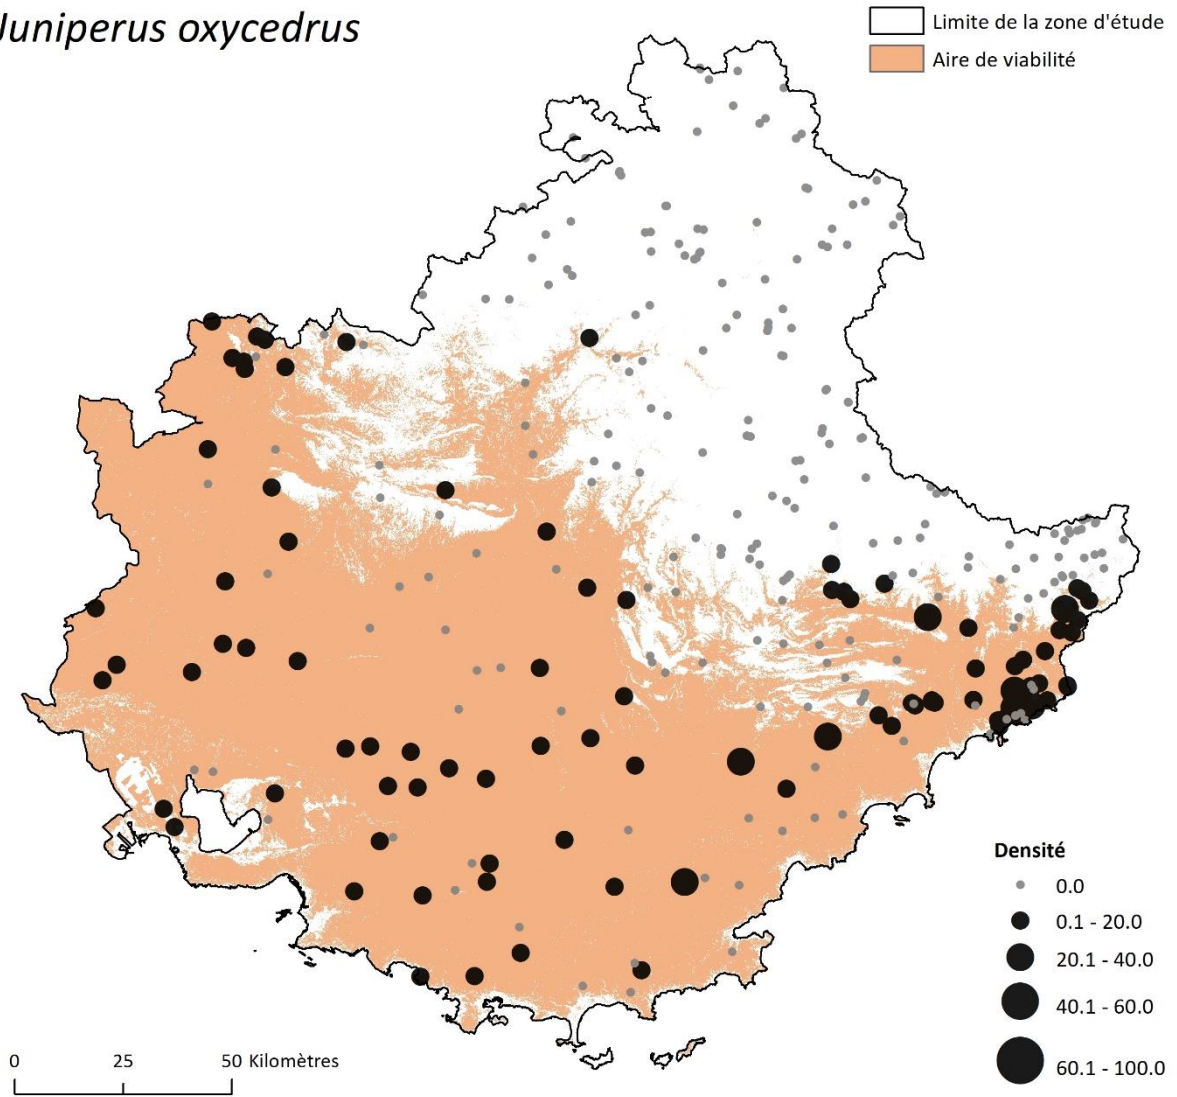 Juniperus oxycedrus
Limite de la zone d'étude
Aire de viabilité
Densité
0.0
0.1 - 20.0
20.1 - 40.0
40.1 - 60.0
60.1 - 100.0
0 25 50 Kilomètres